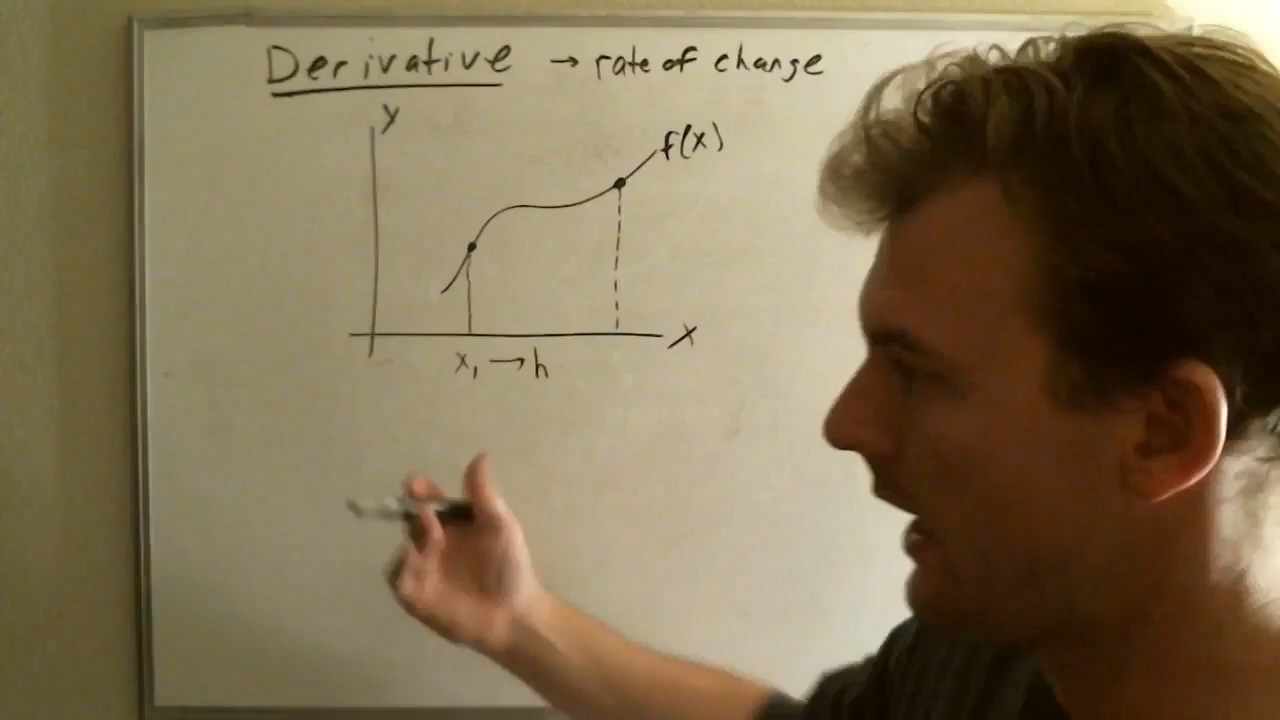 Derivative → rate of change
y
f(x)
x
x₁ → h